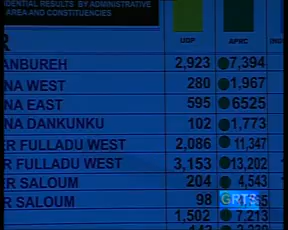 IDENTIAL RESULTS BY ADMINISTRATIVE
AREA AND CONSTITUENCIES
R
UDP APRC
ANBUREH 2,923 7,394
NA WEST 280 1,967
NA EAST 595 6525
NA DANKUNKU 102 1,773
ER FULLADU WEST 2,086 11,347
R FULLADU WEST 3,153 13,202
ER SALOUM 204 4,543
R SALOUM 98
GRTS
1,502 7,213